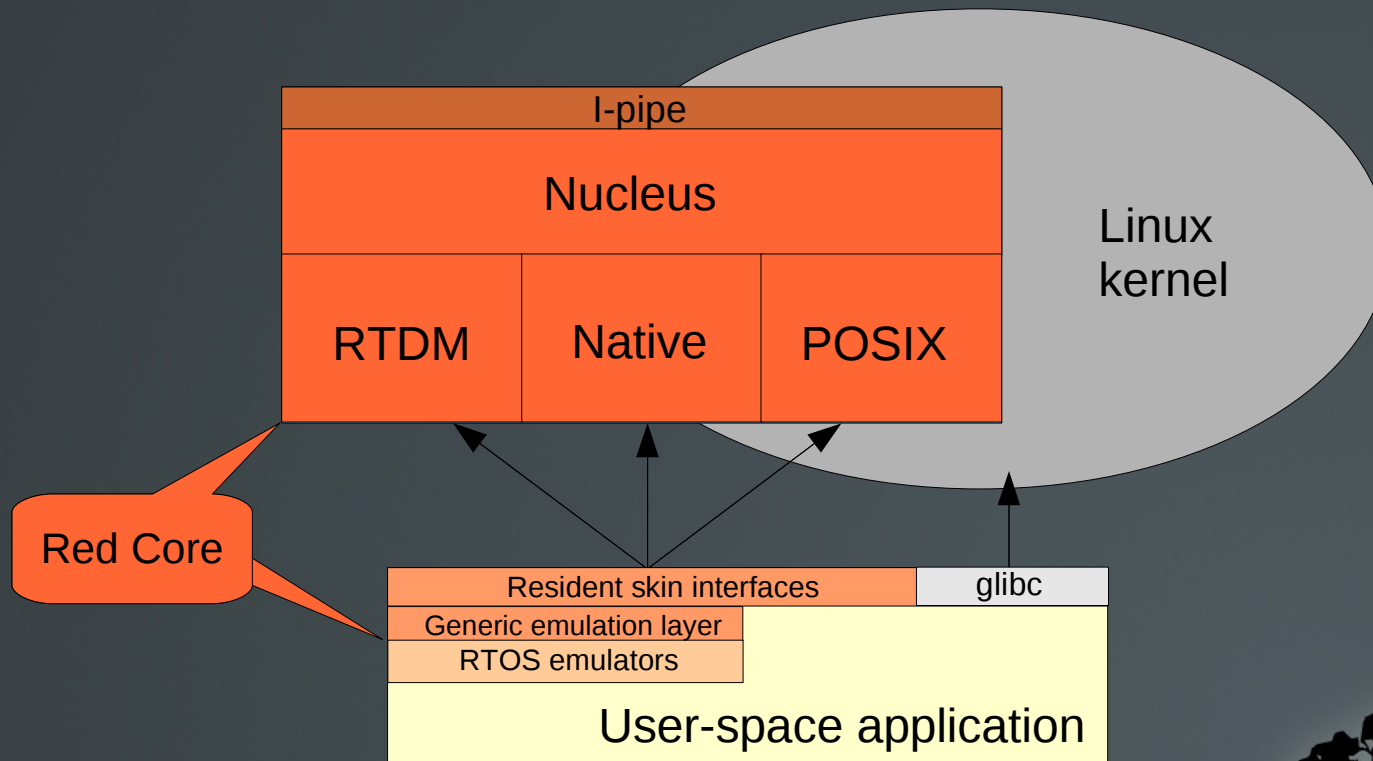 I-pipe
Nucleus
Linux
kernel
RTDM
Native
POSIX
Red Core
Resident skin interfaces
glibc
Generic emulation layer
RTOS emulators
User-space application